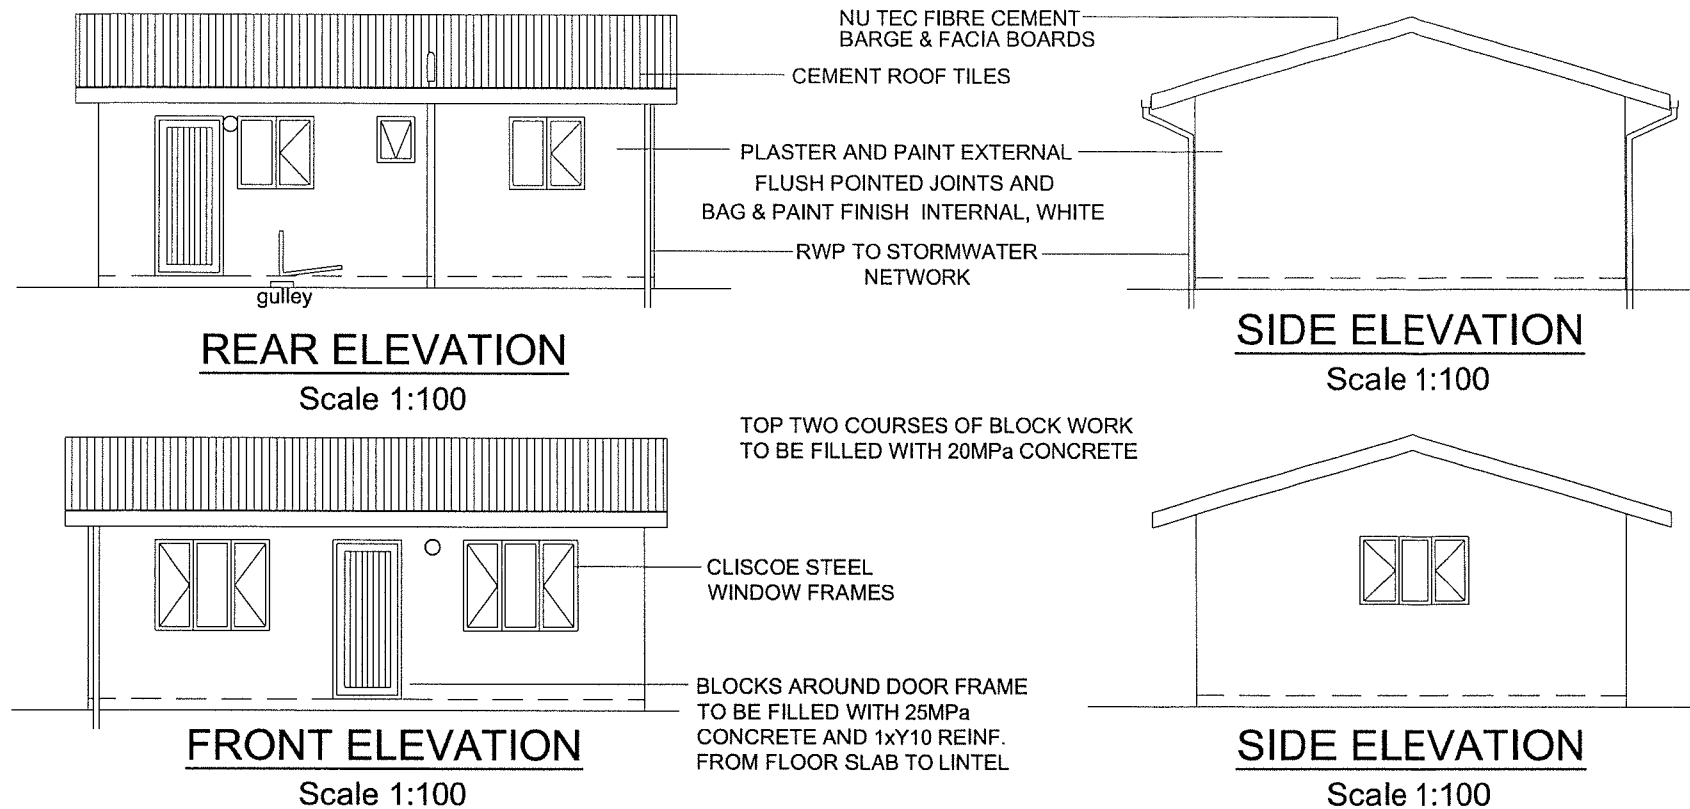 NU TEC FIBRE CEMENT
BARGE & FACIA BOARDS
CEMENT ROOF TILES
PLASTER AND PAINT EXTERNAL
FLUSH POINTED JOINTS AND
BAG & PAINT FINISH INTERNAL, WHITE
RWP TO STORMWATER
NETWORK
gulley
REAR ELEVATION
Scale 1:100
SIDE ELEVATION
Scale 1:100
TOP TWO COURSES OF BLOCK WORK
TO BE FILLED WITH 20MPa CONCRETE
CLISCOE STEEL
WINDOW FRAMES
BLOCKS AROUND DOOR FRAME
TO BE FILLED WITH 25MPa
CONCRETE AND 1xY10 REINF.
FROM FLOOR SLAB TO LINTEL
FRONT ELEVATION
Scale 1:100
SIDE ELEVATION
Scale 1:100